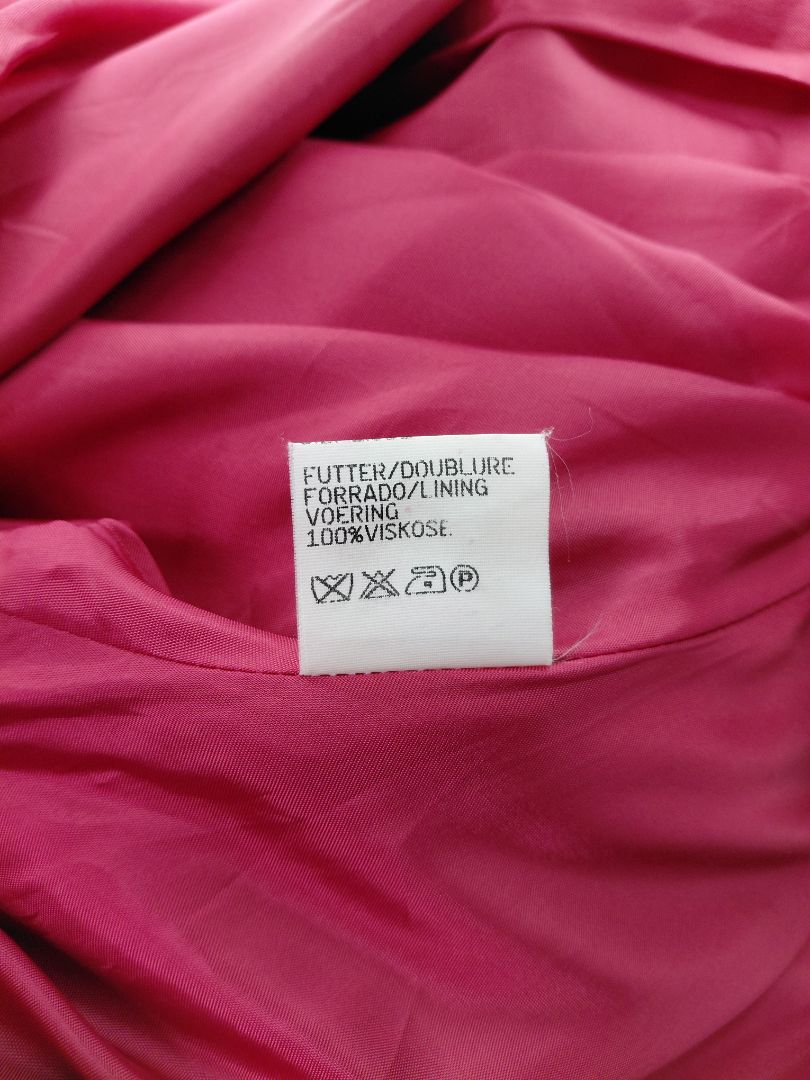 FUTTER/DOUBLURE
FORRADO/LINING
VOERING
100%VISKOSE.
P